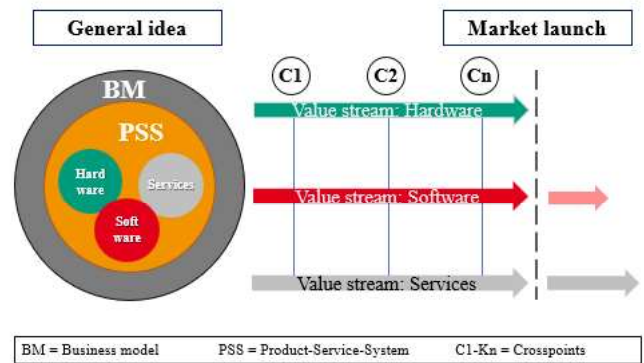 General idea
Market launch
BM
PSS
Hard
ware
Services
Soft
ware
C1
C2
Cn
Value stream: Hardware
Value stream: Software
Value stream: Services
BM = Business model PSS = Product-Service-System C1-Kn = Crosspoints